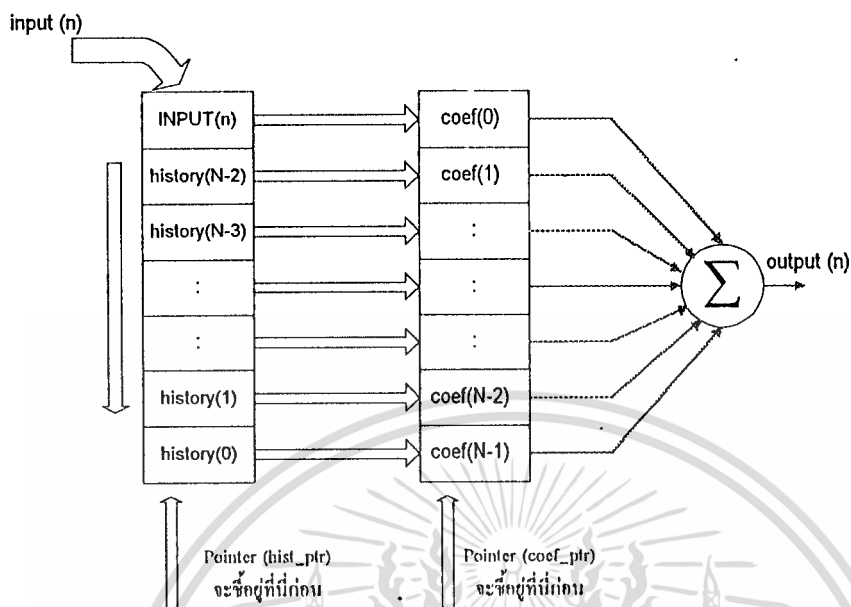 input (n)
INPUT(n)
coef(0)
history(N-2)
coef(1)
history(N-3)
:
:
:
:
:
history(1)
coef(N-2)
history(0)
coef(N-1)
Σ
output (n)
Pointer (hist_ptr)
จะชี้อยู่ที่นี่ก่อน
Pointer (coef_ptr)
จะชี้อยู่ที่นี่ก่อน